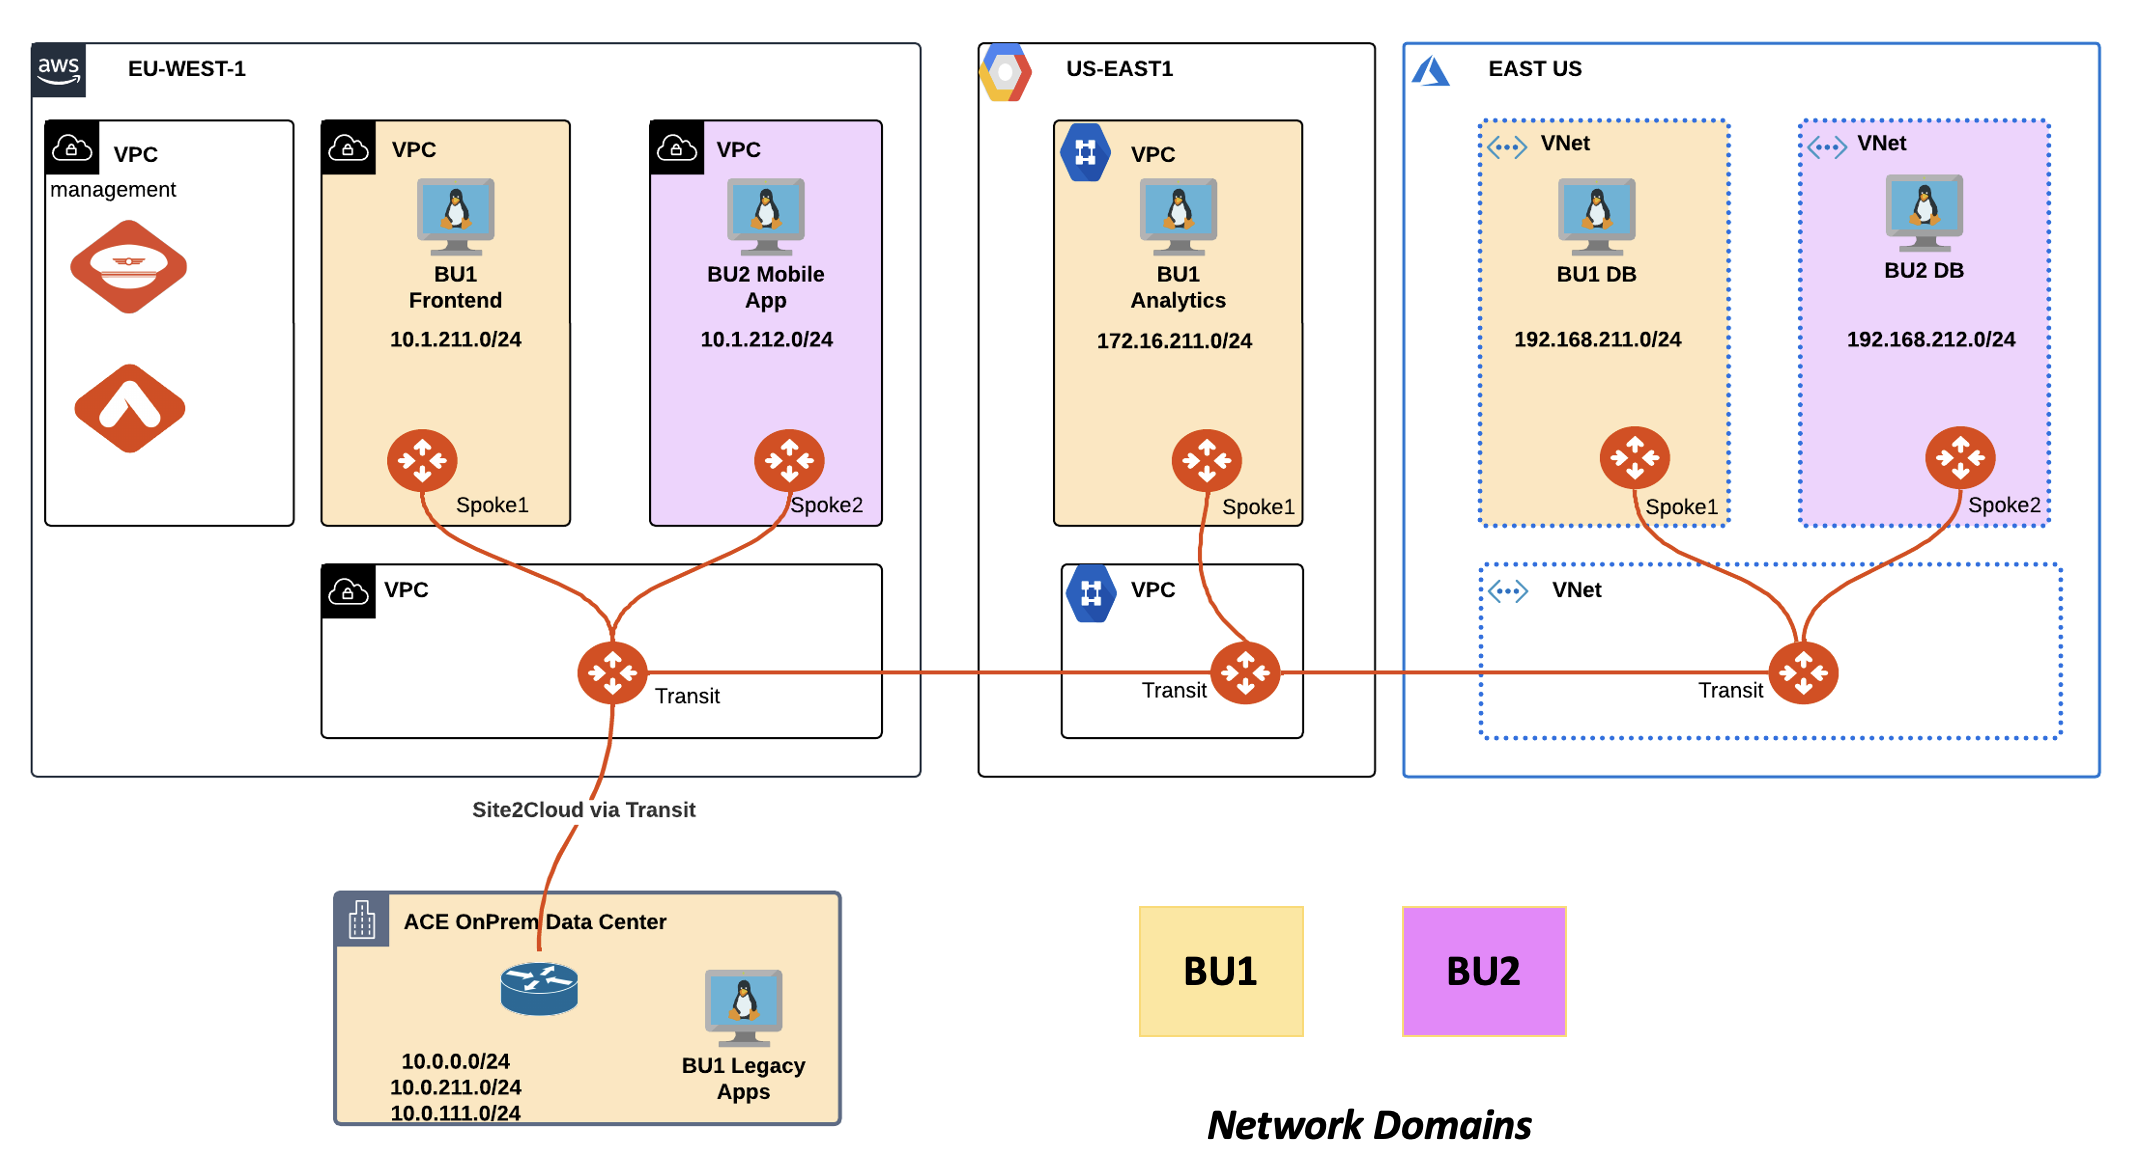 aws
EU-WEST-1
VPC
management
VPC
BU1
Frontend
10.1.211.0/24
Spoke1
VPC
BU2 Mobile
App
10.1.212.0/24
Spoke2
VPC
Transit
US-EAST1
VPC
BU1
Analytics
172.16.211.0/24
Spoke1
VPC
Transit
EAST US
VNet
BU1 DB
192.168.211.0/24
Spoke1
VNet
BU2 DB
192.168.212.0/24
Spoke2
VNet
Transit
Site2Cloud via Transit
ACE OnPrem Data Center
10.0.0.0/24
10.0.211.0/24
10.0.111.0/24
BU1 Legacy
Apps
BU1
BU2
Network Domains